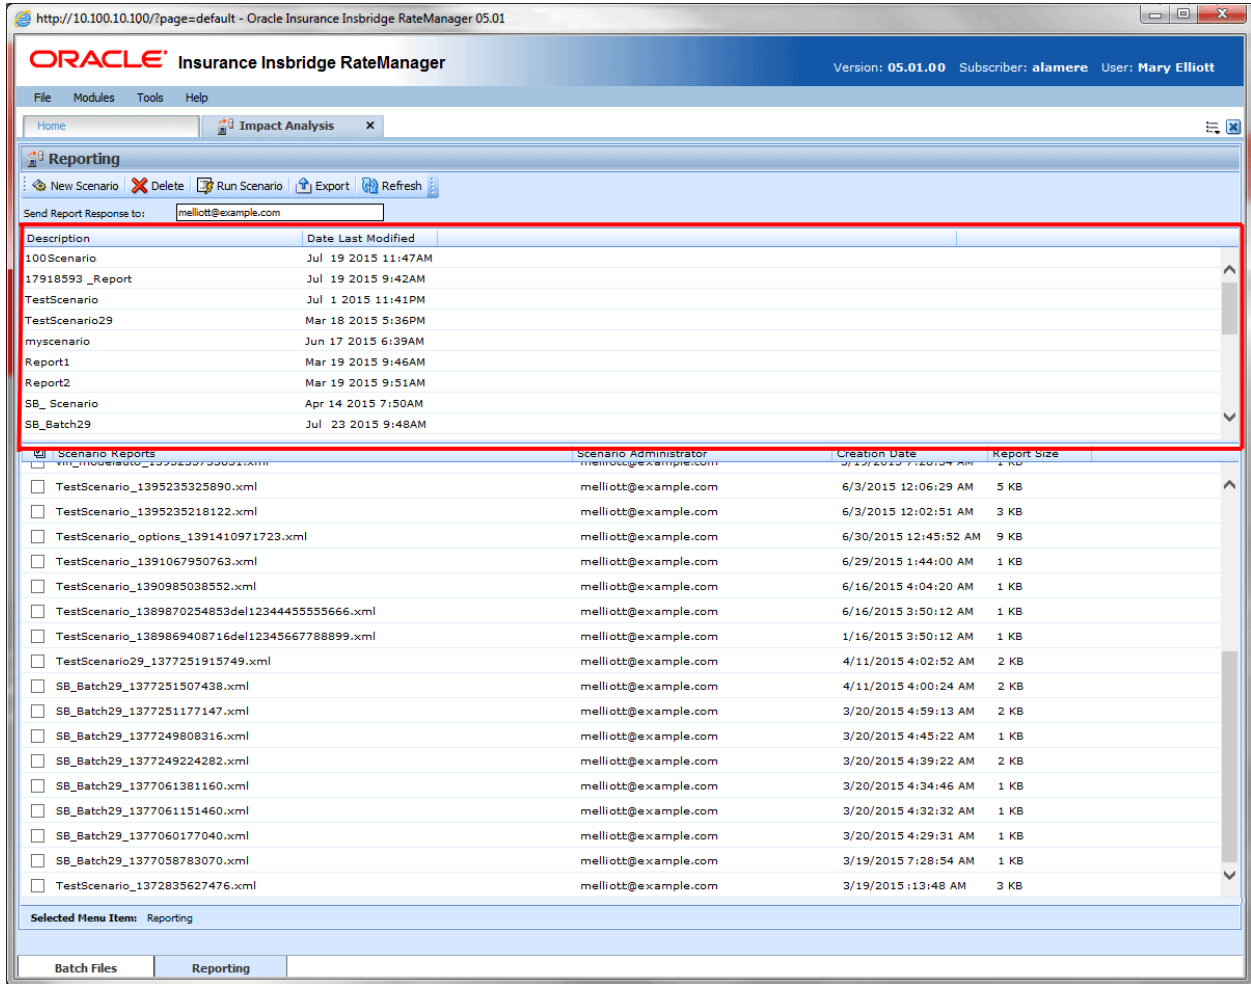 http://10.100.10.100/?page=default - Oracle Insurance Insbridge RateManager 05.01
ORACLE Insurance Insbridge RateManager
Version: 05.01.00 Subscriber: alamere User: Mary Elliott
File Modules Tools Help
Home Impact Analysis x
Reporting
New Scenario Delete Run Scenario Export Refresh
Send Report Response to: melliott@example.com
Description Date Last Modified
100Scenario Jul 19 2015 11:47AM
17918593 _Report Jul 19 2015 9:42AM
TestScenario Jul 1 2015 11:41PM
TestScenario29 Mar 18 2015 5:36PM
myscenario Jun 17 2015 6:39AM
Report1 Mar 19 2015 9:46AM
Report2 Mar 19 2015 9:51AM
SB_ Scenario Apr 14 2015 7:50AM
SB_Batch29 Jul 23 2015 9:48AM
Scenario Reports Scenario Administrator Creation Date Report Size
melliott@example.com 3/19/2015 7:28:54 AM 1 KB
TestScenario_1395235325890.xml melliott@example.com 6/3/2015 12:06:29 AM 5 KB
TestScenario_1395235218122.xml melliott@example.com 6/3/2015 12:02:51 AM 3 KB
TestScenario_options_1391410971723.xml melliott@example.com 6/30/2015 12:45:52 AM 9 KB
TestScenario_1391067950763.xml melliott@example.com 6/29/2015 1:44:00 AM 1 KB
TestScenario_1390985038552.xml melliott@example.com 6/16/2015 4:04:20 AM 1 KB
TestScenario_1389870254853del12344455555666.xml melliott@example.com 6/16/2015 3:50:12 AM 1 KB
TestScenario_1389869408716del12345667788899.xml melliott@example.com 1/16/2015 3:50:12 AM 1 KB
TestScenario29_1377251915749.xml melliott@example.com 4/11/2015 4:02:52 AM 2 KB
SB_Batch29_1377251507438.xml melliott@example.com 4/11/2015 4:00:24 AM 2 KB
SB_Batch29_1377251177147.xml melliott@example.com 3/20/2015 4:59:13 AM 2 KB
SB_Batch29_1377249808316.xml melliott@example.com 3/20/2015 4:45:22 AM 1 KB
SB_Batch29_1377249224282.xml melliott@example.com 3/20/2015 4:39:22 AM 2 KB
SB_Batch29_1377061381160.xml melliott@example.com 3/20/2015 4:34:46 AM 1 KB
SB_Batch29_1377061151460.xml melliott@example.com 3/20/2015 4:32:32 AM 1 KB
SB_Batch29_1377060177040.xml melliott@example.com 3/20/2015 4:29:31 AM 1 KB
SB_Batch29_1377058783070.xml melliott@example.com 3/19/2015 7:28:54 AM 1 KB
TestScenario_1372835627476.xml melliott@example.com 3/19/2015 :13:48 AM 3 KB
Selected Menu Item: Reporting
Batch Files Reporting